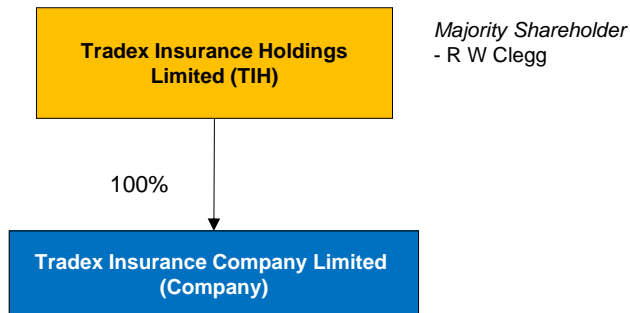 Tradex Insurance Holdings
Limited (TIH)
Majority Shareholder
- R W Clegg
100%
Tradex Insurance Company Limited
(Company)